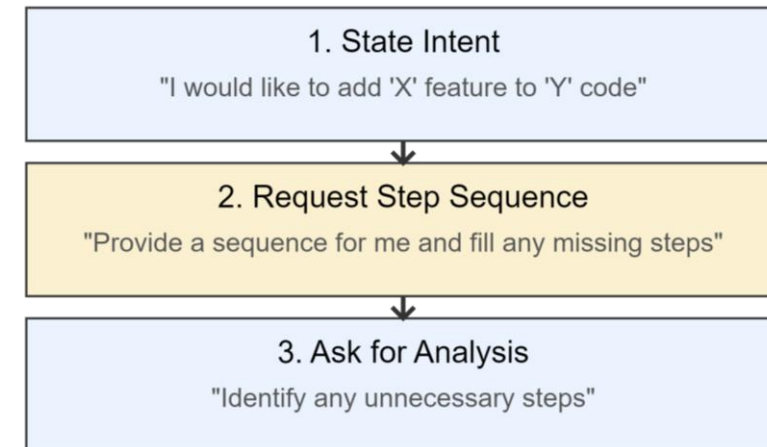 1. State Intent
"I would like to add 'X' feature to 'Y' code"
2. Request Step Sequence
"Provide a sequence for me and fill any missing steps"
3. Ask for Analysis
"Identify any unnecessary steps"